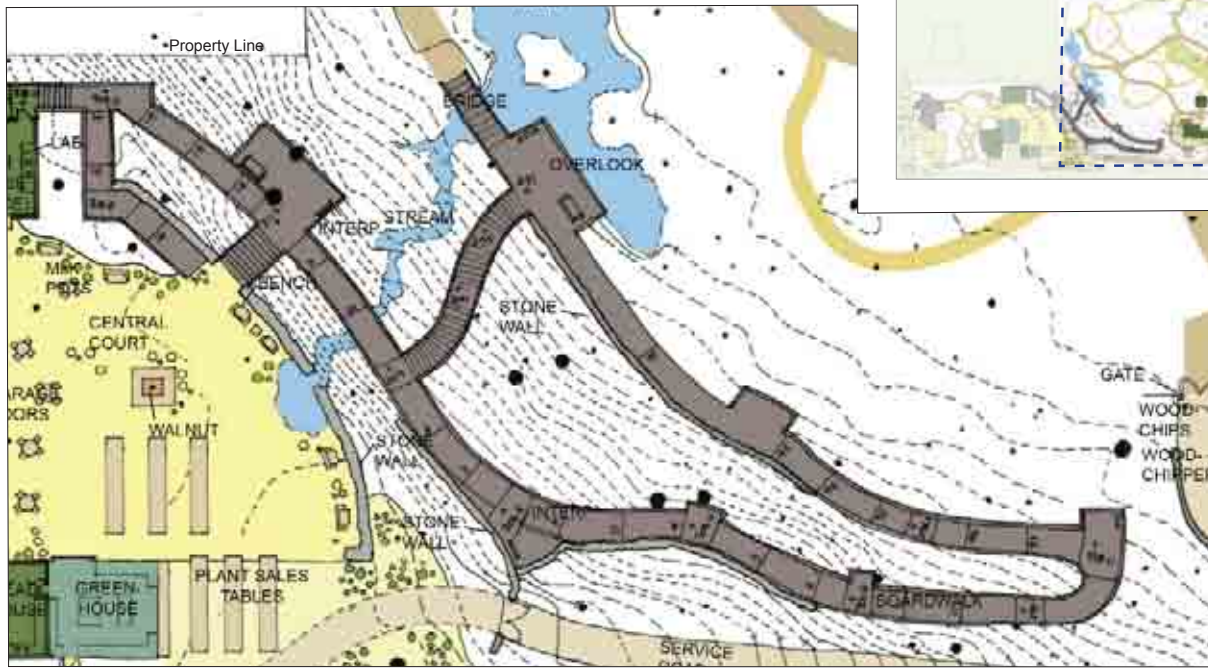 Property Line
BRIDGE
LAB
OVERLOOK
STREAM
INTERP.
BENCH
STONE
WALL
CENTRAL
COURT
GATE
WOOD-
CHIPS
WOOD-
CHIPPER
WALNUT
STONE
WALL
INTERP.
STONE
WALL
PLANT SALES
TABLES
GREEN-
HOUSE
BOARDWALK
SERVICE